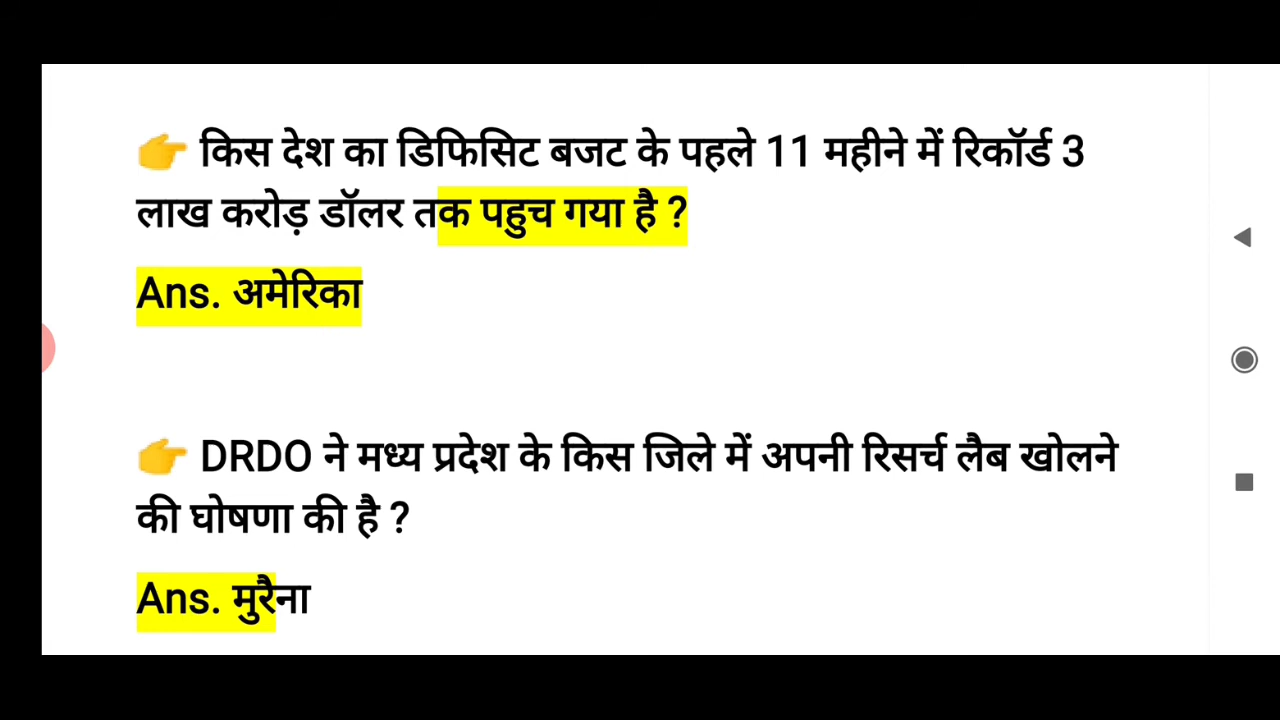 👉 किस देश का डिफिसिट बजट के पहले 11 महीने में रिकॉर्ड 3
लाख करोड़ डॉलर तक पहुच गया है ?
Ans. अमेरिका
👉 DRDO ने मध्य प्रदेश के किस जिले में अपनी रिसर्च लैब खोलने
की घोषणा की है ?
Ans. मुरैना